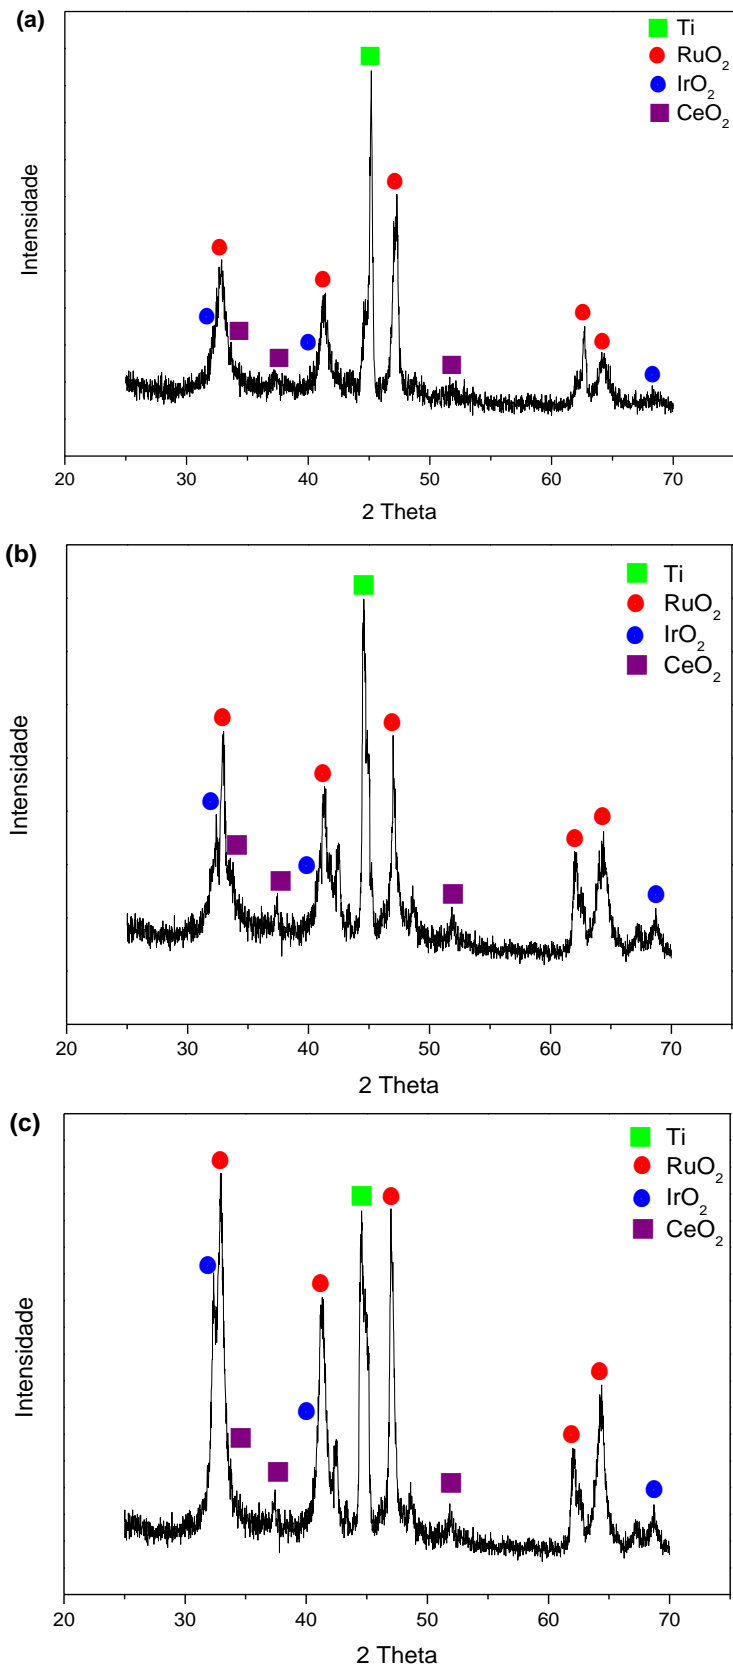 (a)
Ti
RuO2
IrO2
CeO2
Intensidade
20 30 40 50 60 70
2 Theta
(b)
Ti
RuO2
IrO2
CeO2
Intensidade
20 30 40 50 60 70
2 Theta
(c)
Ti
RuO2
IrO2
CeO2
Intensidade
20 30 40 50 60 70
2 Theta